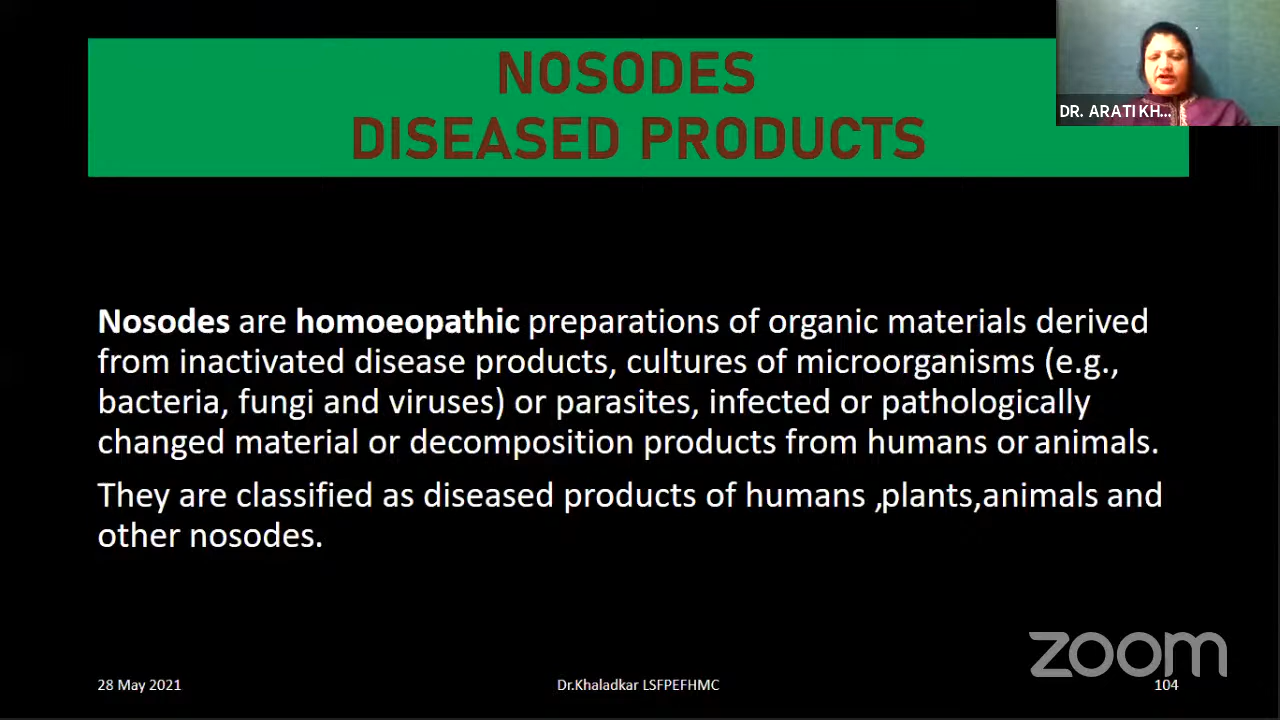 NOSODES
DISEASED PRODUCTS
DR. ARATI KH...
Nosodes are homoeopathic preparations of organic materials derived
from inactivated disease products, cultures of microorganisms (e.g.,
bacteria, fungi and viruses) or parasites, infected or pathologically
changed material or decomposition products from humans or animals.
They are classified as diseased products of humans ,plants,animals and
other nosodes.
zoom
28 May 2021
Dr.Khaladkar LSFPEFHMC
104